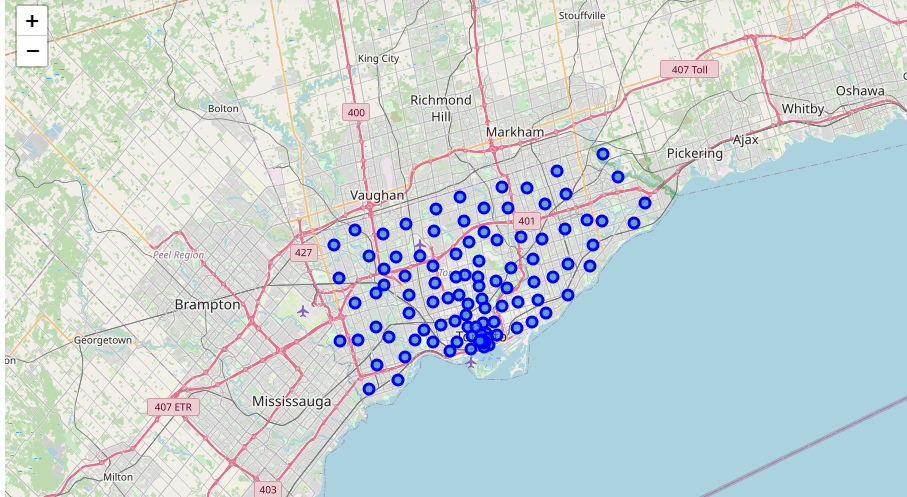 +
−
Stouffville
King City
407 Toll
Oshawa
Bolton
400
Richmond
Hill
Whitby
Markham
Ajax
Pickering
Vaughan
401
427
Peel Region
Brampton
Georgetown
407 ETR
Mississauga
Milton
403